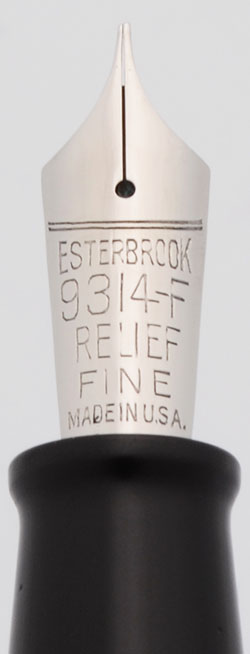 ESTERBROOK
9314-F
RELIEF
FINE
MADE IN U.S.A.